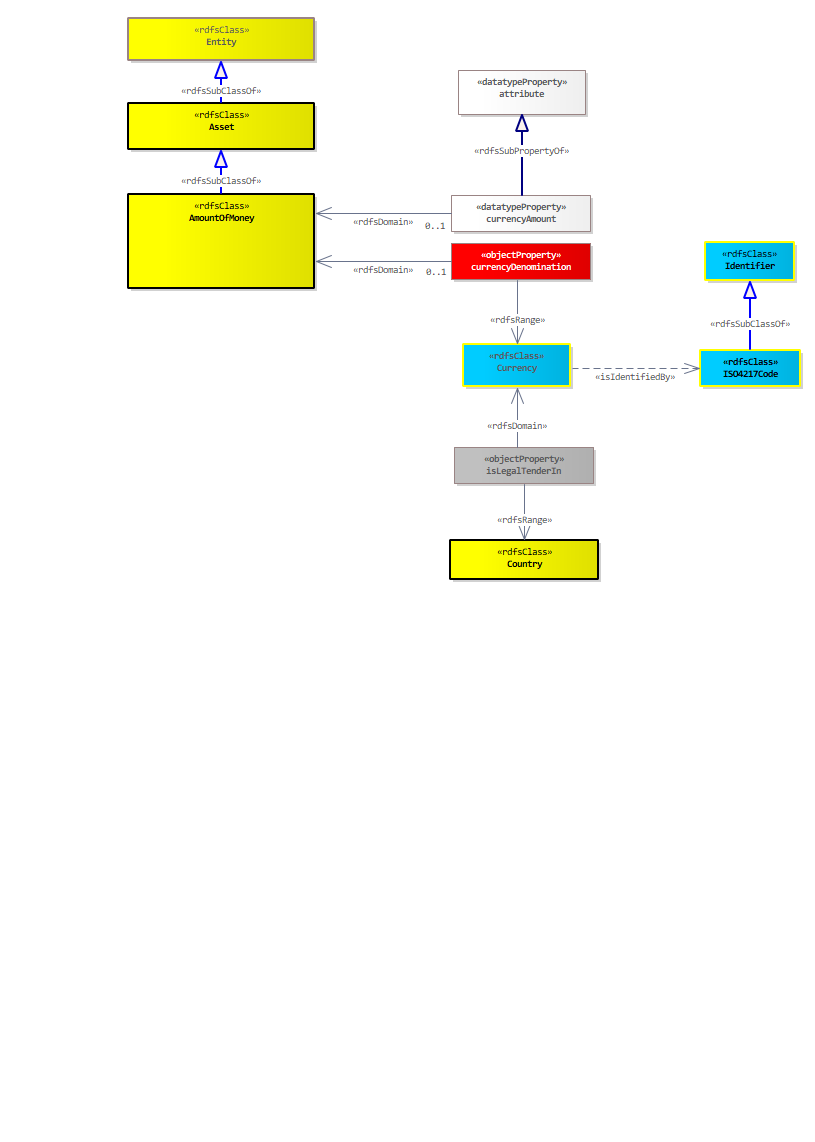 «rdfsClass»
Entity
«rdfsSubClassOf»
«rdfsClass»
Asset
«rdfsSubClassOf»
«rdfsClass»
AmountOfMoney
«datatypeProperty»
attribute
«rdfsSubPropertyOf»
«datatypeProperty»
currencyAmount
«rdfsDomain»
0..1
«objectProperty»
currencyDenomination
«rdfsDomain»
0..1
«rdfsRange»
«rdfsClass»
Identifier
«rdfsSubClassOf»
«rdfsClass»
Currency
«isIdentifiedBy»
«rdfsClass»
ISO4217Code
«rdfsDomain»
«objectProperty»
isLegalTenderIn
«rdfsRange»
«rdfsClass»
Country